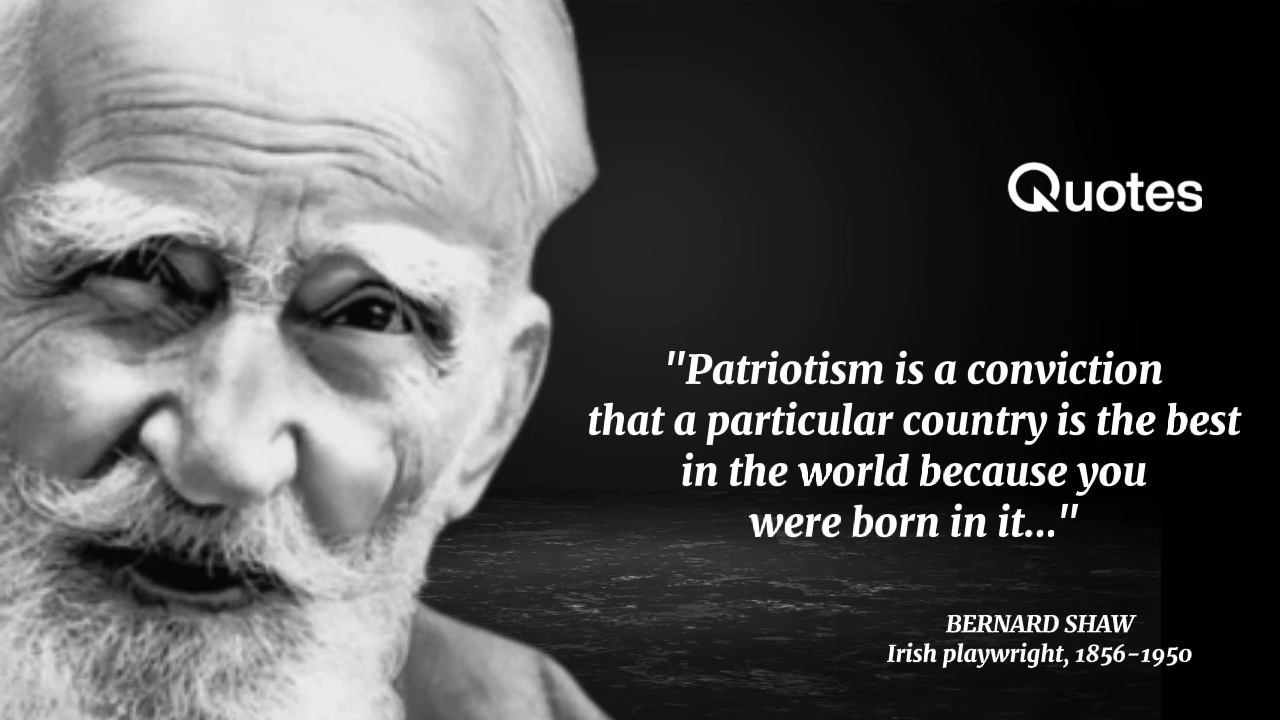 Quotes
"Patriotism is a conviction
that a particular country is the best
in the world because you
were born in it..."
BERNARD SHAW
Irish playwright, 1856-1950